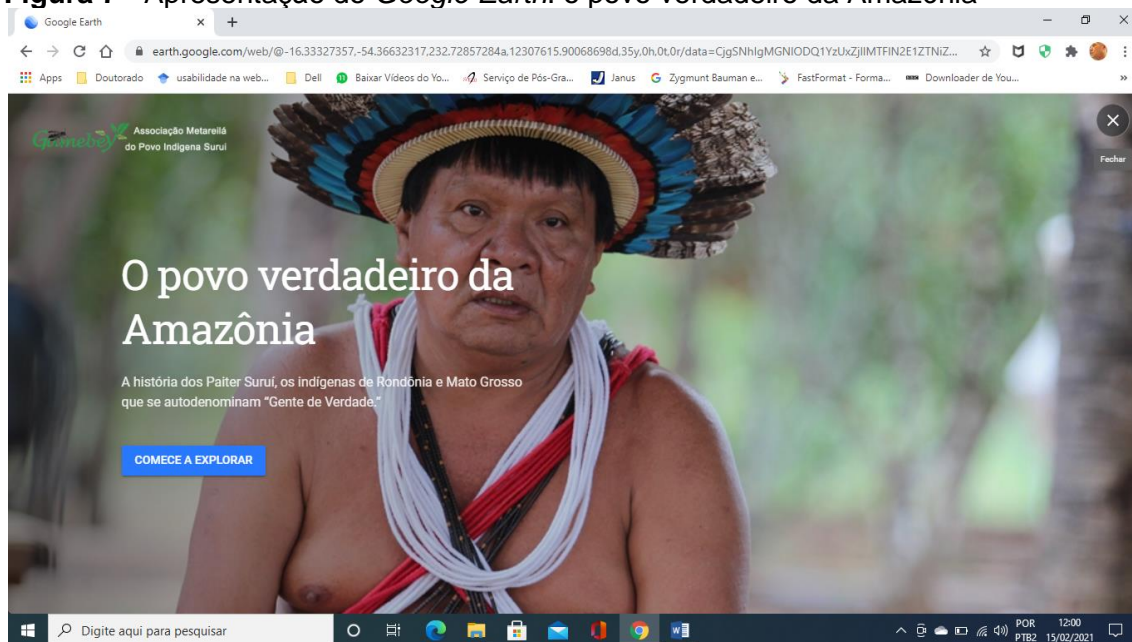 Figura 7 – Apresentação do Google Earth: o povo verdadeiro da Amazônia
Google Earth
earth.google.com/web/@-16.33327357,-54.36632317,232.72857284a,12307615.90068698d,35y,0h,0t,0r/data=
Apps Doutorado usabilidade na web... Dell Baixar Vídeos do Yo... Serviço de Pós-Gra... Janus Zygmunt Bauman e... FastFormat - Forma... Downloader de You...
Gamebey
Associação Metareilá
do Povo Indígena Surui
Fechar
O povo verdadeiro da
Amazônia
A história dos Paiter Suruí, os indígenas de Rondônia e Mato Grosso
que se autodenominam “Gente de Verdade.”
COMECE A EXPLORAR
Digite aqui para pesquisar
POR 12:00
PTB2 15/02/2021